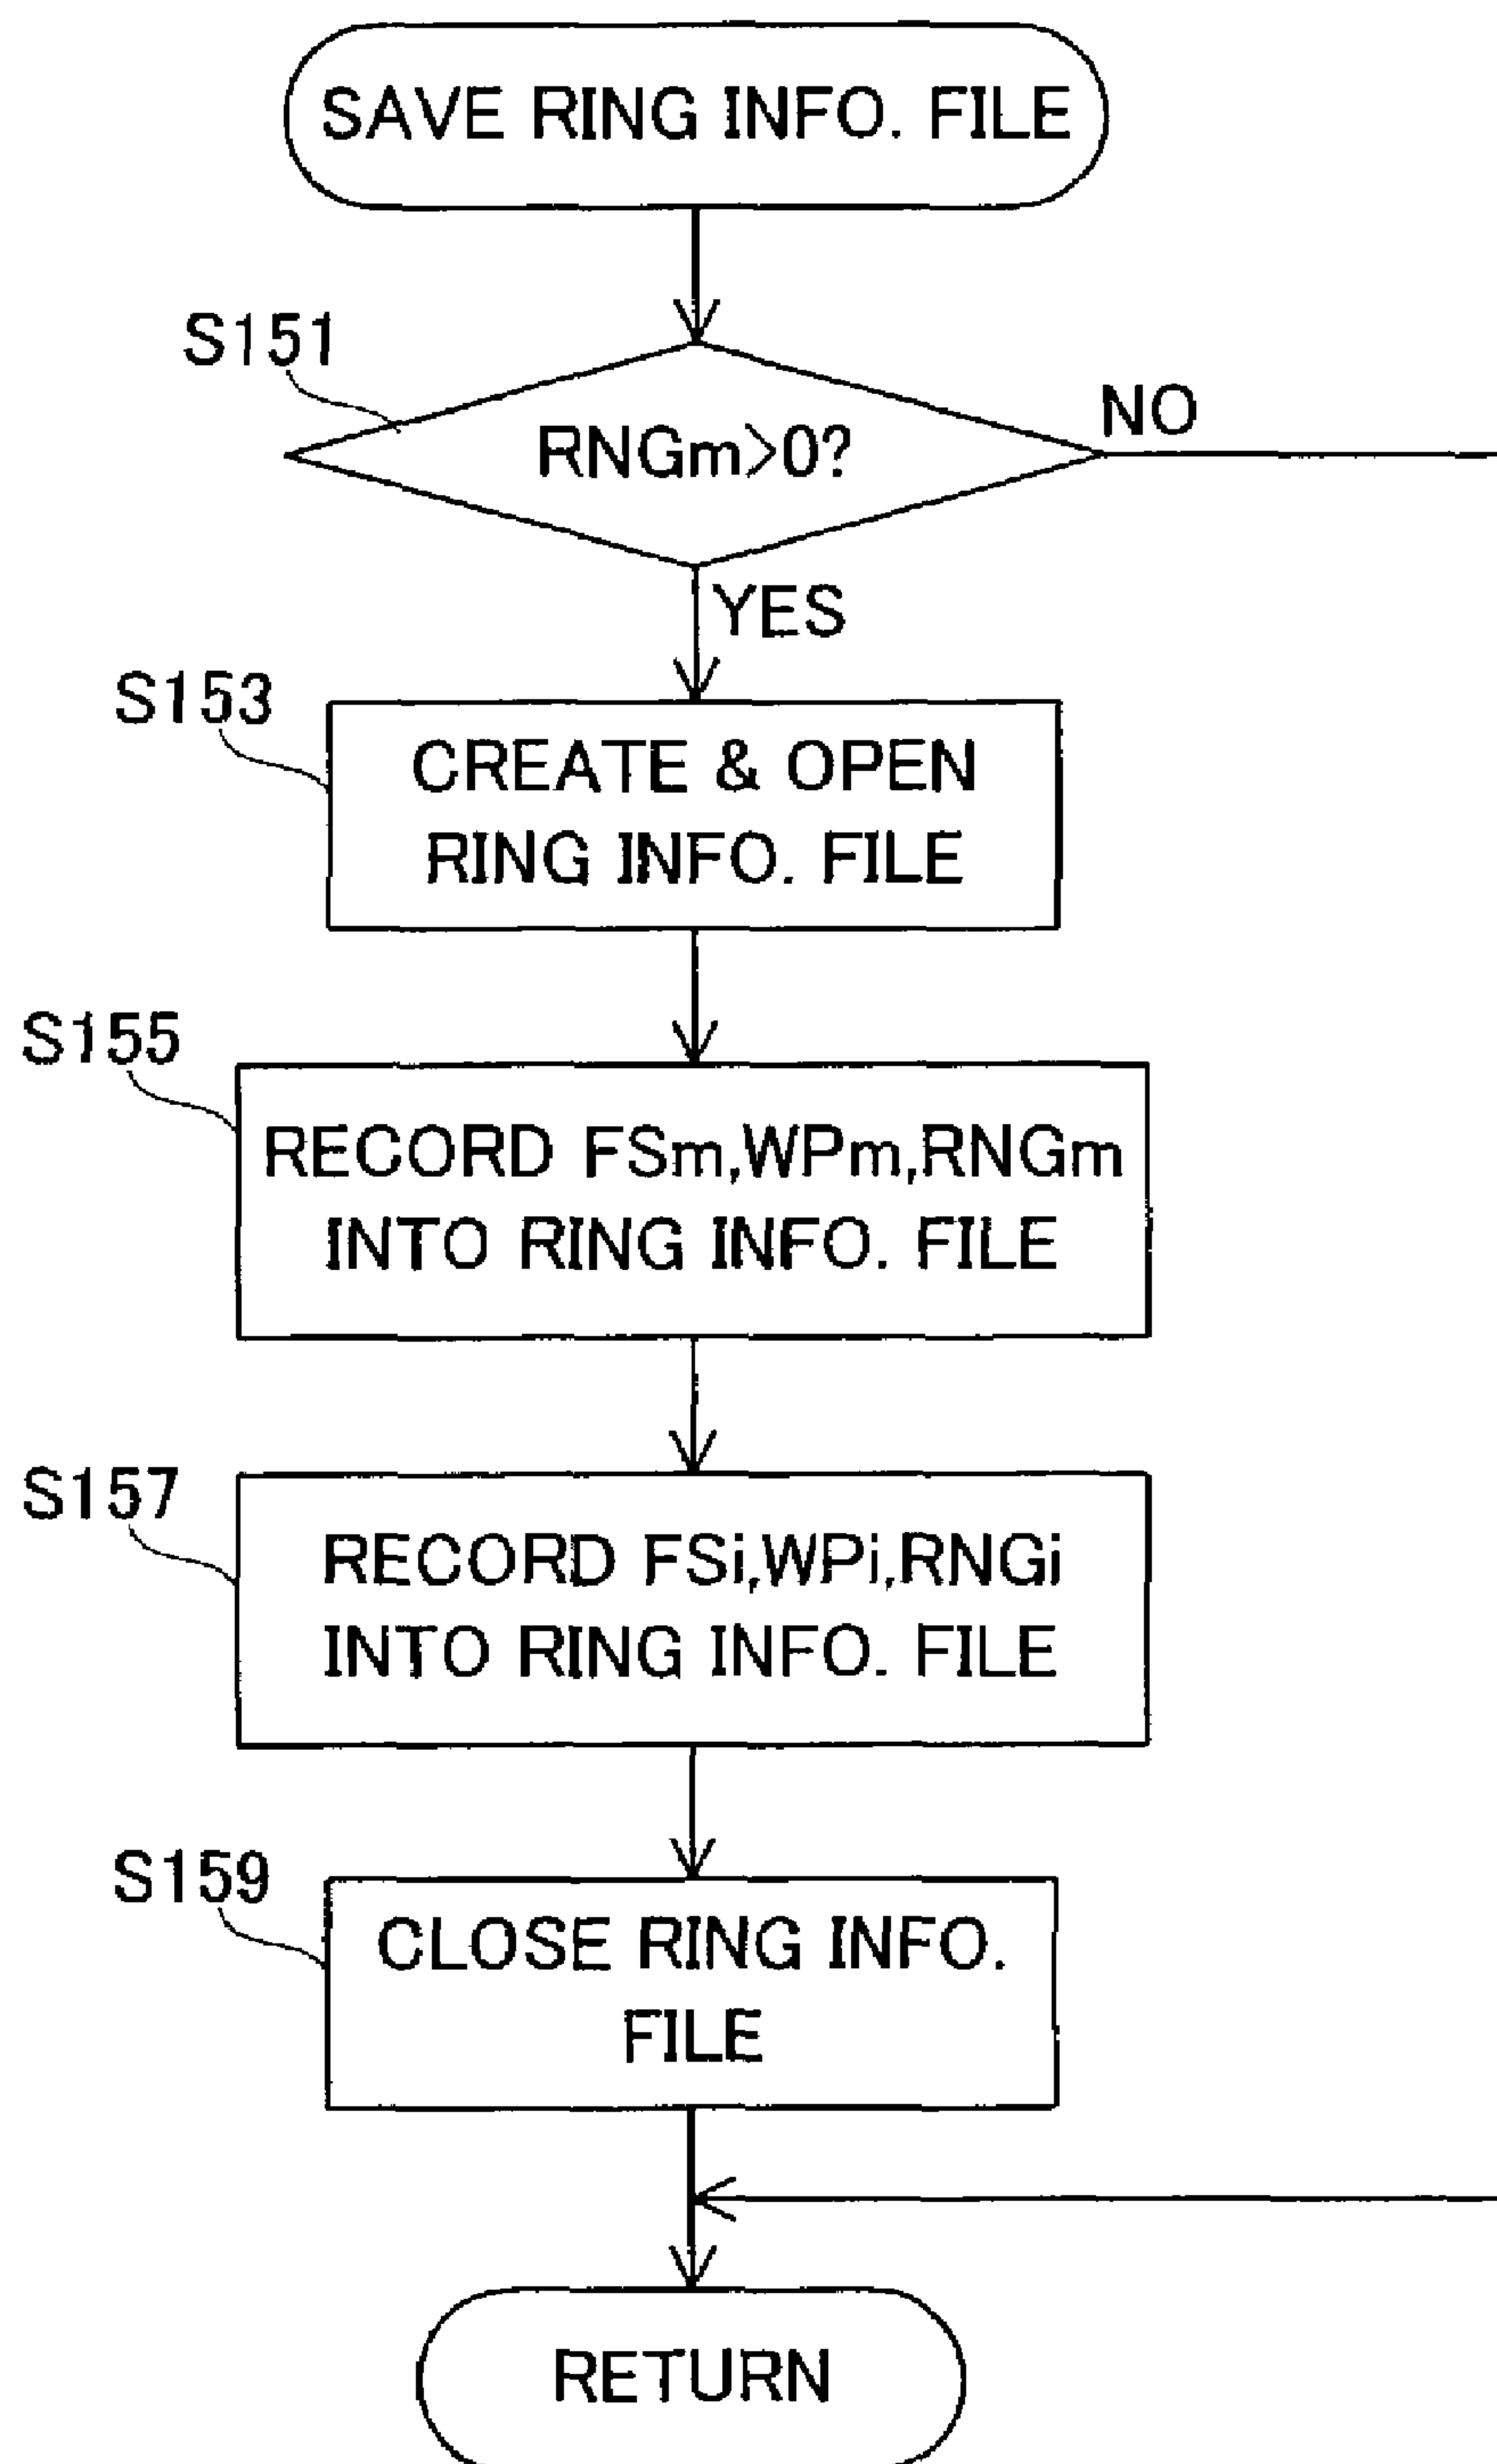 SAVE RING INFO. FILE
S151
RNGm>0?
NO
YES
S153
CREATE & OPEN
RING INFO. FILE
S155
RECORD FSm,WPm,RNGm
INTO RING INFO. FILE
S157
RECORD FSi,WPi,RNGi
INTO RING INFO. FILE
S159
CLOSE RING INFO.
FILE
RETURN